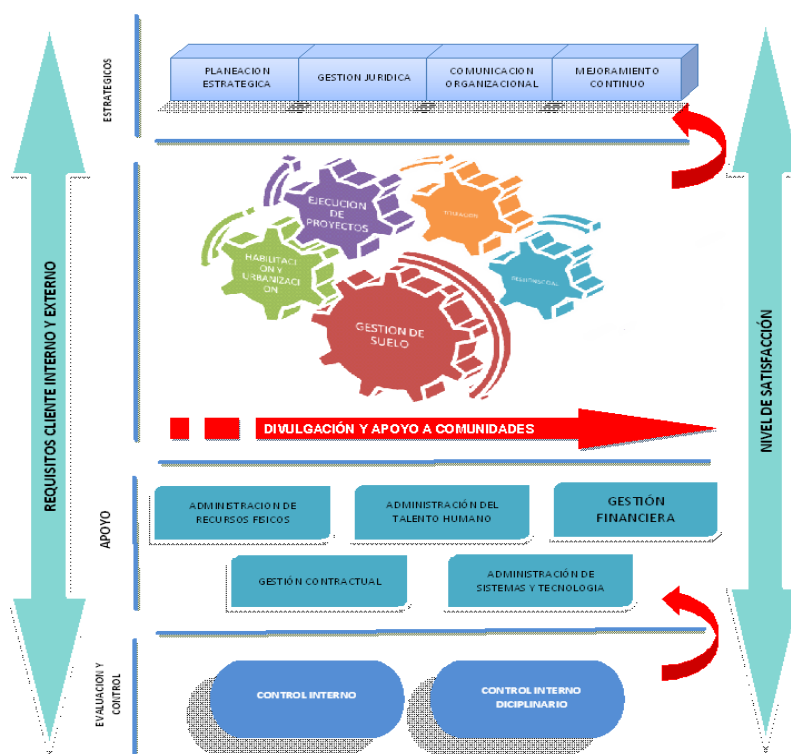 REQUISITOS CLIENTE INTERNO Y EXTERNO
ESTRATEGICOS
PLANEACION
ESTRATEGICA
GESTION JURIDICA
COMUNICACION
ORGANIZACIONAL
MEJORAMIENTO
CONTINUO
EJECUCION
DE
PROYECTOS
TITULACION
HABILITACI
ON Y
URBANIZACI
ON
GESTION DE
SUELO
DIVULGACIÓN Y APOYO A COMUNIDADES
APOYO
ADMINISTRACION DE
RECURSOS FISICOS
ADMINISTRACIÓN DEL
TALENTO HUMANO
GESTIÓN
FINANCIERA
GESTIÓN CONTRACTUAL
ADMINISTRACIÓN DE
SISTEMAS Y TECNOLOGIA
EVALUACION Y
CONTROL
CONTROL INTERNO
CONTROL INTERNO
DICIPLINARIO
NIVEL DE SATISFACCIÓN